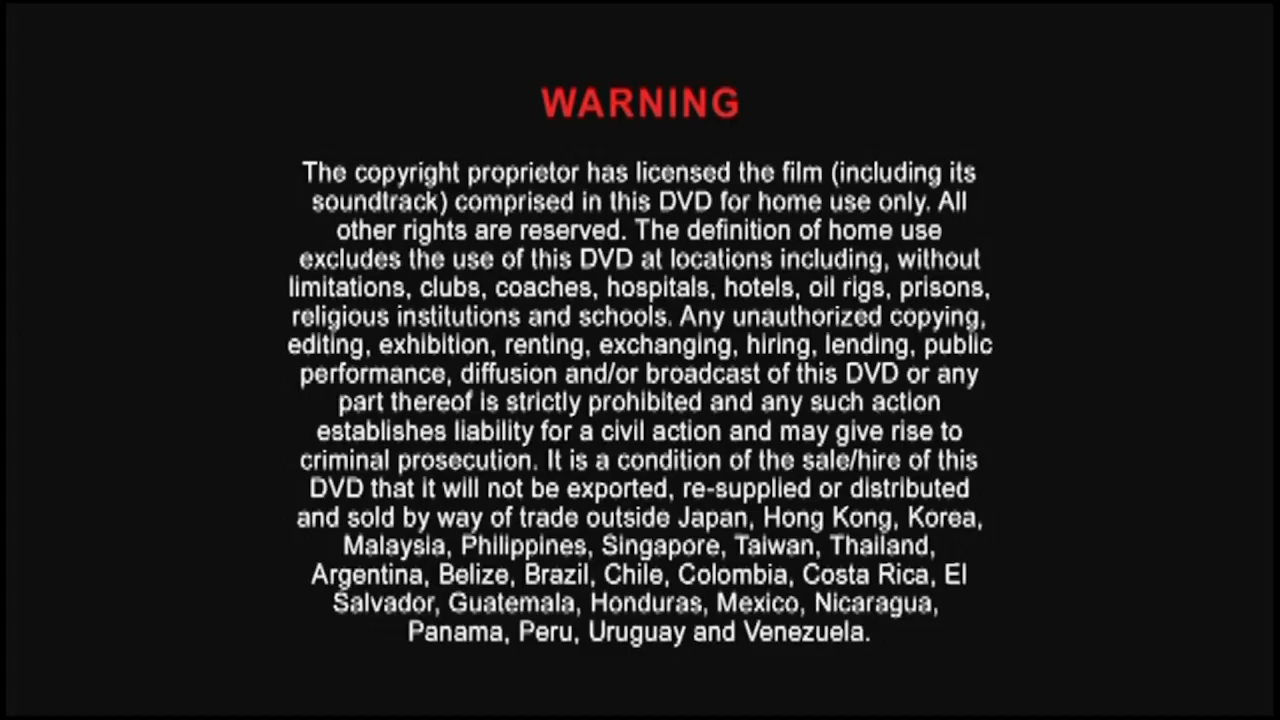 WARNING
The copyright proprietor has licensed the film (including its
soundtrack) comprised in this DVD for home use only. All
other rights are reserved. The definition of home use
excludes the use of this DVD at locations including, without
limitations, clubs, coaches, hospitals, hotels, oil rigs, prisons,
religious institutions and schools. Any unauthorized copying,
editing, exhibition, renting, exchanging, hiring, lending, public
performance, diffusion and/or broadcast of this DVD or any
part thereof is strictly prohibited and any such action
establishes liability for a civil action and may give rise to
criminal prosecution. It is a condition of the sale/hire of this
DVD that it will not be exported, re-supplied or distributed
and sold by way of trade outside Japan, Hong Kong, Korea,
Malaysia, Philippines, Singapore, Taiwan, Thailand,
Argentina, Belize, Brazil, Chile, Colombia, Costa Rica, El
Salvador, Guatemala, Honduras, Mexico, Nicaragua,
Panama, Peru, Uruguay and Venezuela.